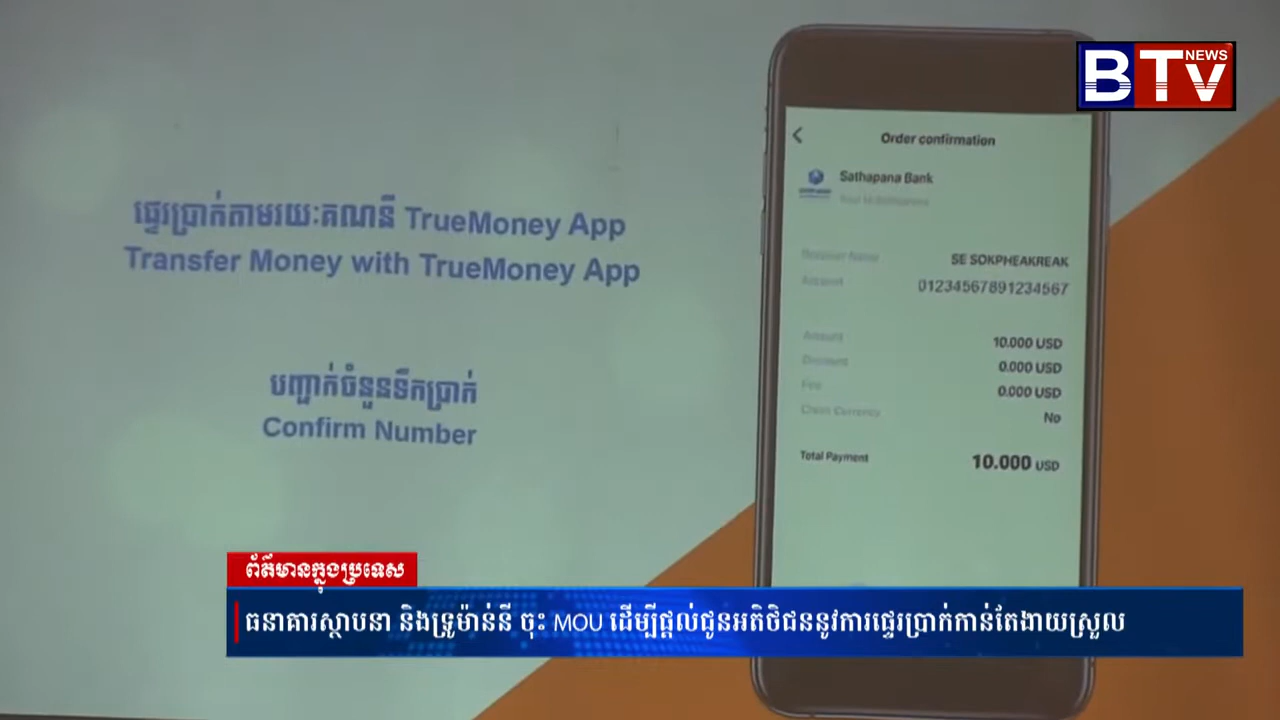 BTV NEWS
Order confirmation
Sathapana Bank
ផ្ទេរប្រាក់តាមរយៈគណនី TrueMoney App
Transfer Money with TrueMoney App
SE SOKPHEAKREAK
Account 01234567891234567
បញ្ជាក់ចំនួនទឹកប្រាក់
Confirm Number
Amount 10.000 USD
Discount 0.000 USD
Fee 0.000 USD
No
Total Payment 10.000 USD
ព័ត៌មានក្នុងប្រទេស
ធនាគារស្ថាបនា និងទ្រូម៉ាន់នី ចុះ MOU ដើម្បីផ្តល់ជូនអតិថិជននូវការផ្ទេរប្រាក់កាន់តែងាយស្រួល